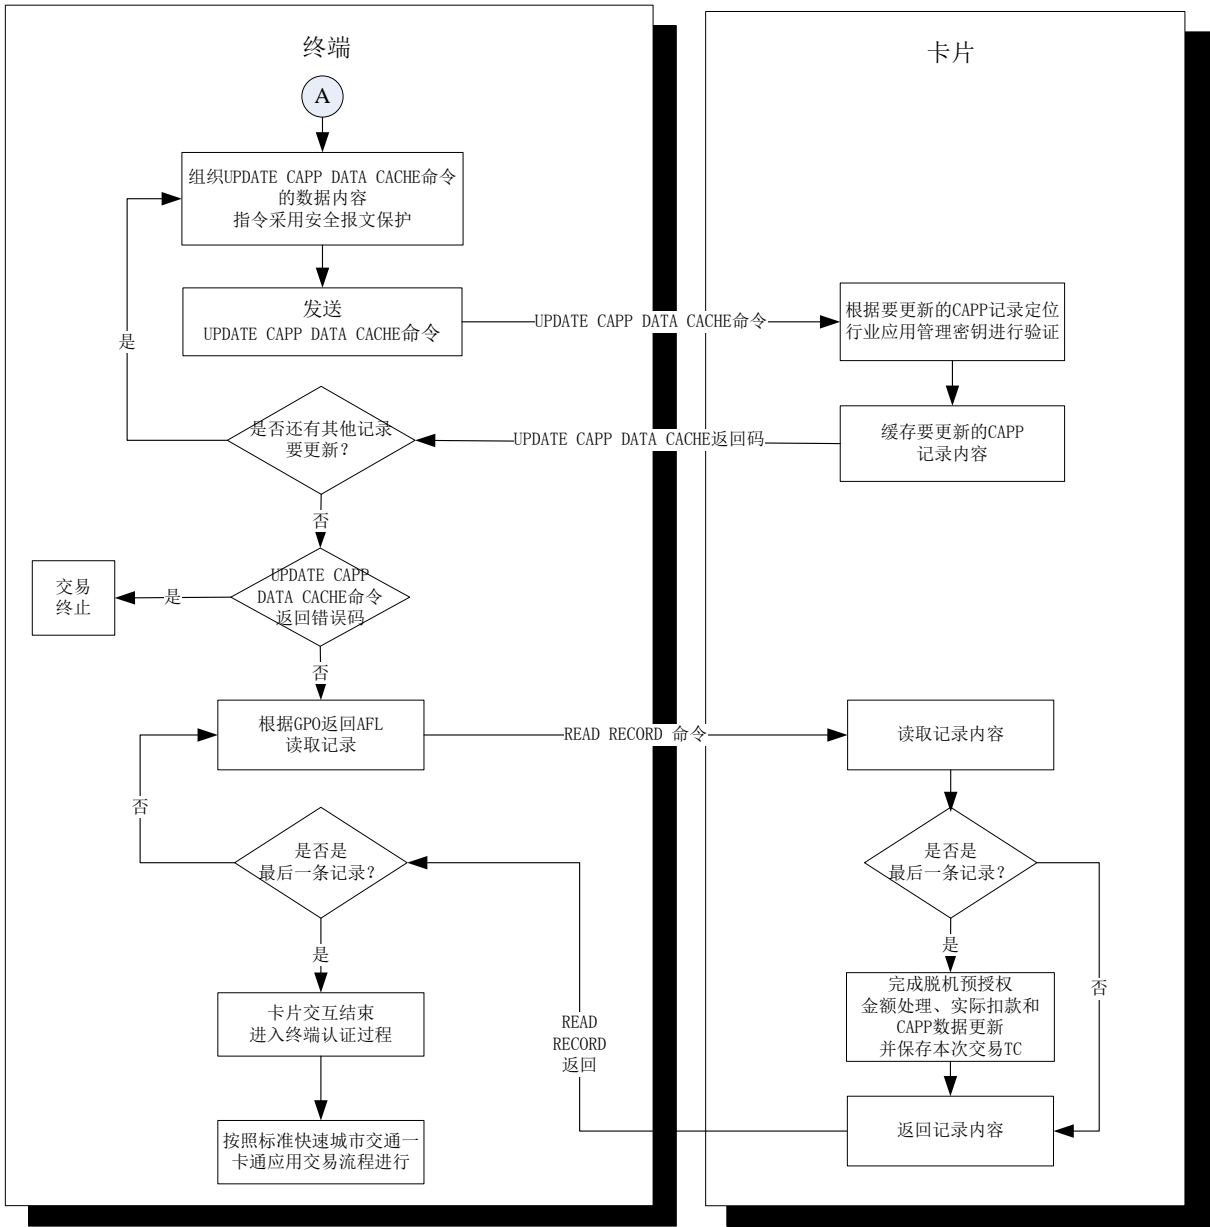 终端
卡片
A
组织UPDATE CAPP DATA CACHE命令
的数据内容
指令采用安全报文保护
发送
UPDATE CAPP DATA CACHE命令
UPDATE CAPP DATA CACHE命令
根据要更新的CAPP记录定位
行业应用管理密钥进行验证
是
是否还有其他记录
要更新？
UPDATE CAPP DATA CACHE返回码
缓存要更新的CAPP
记录内容
否
UPDATE CAPP
DATA CACHE命令
返回错误码
是
交易
终止
否
根据GPO返回AFL
读取记录
READ RECORD 命令
读取记录内容
否
是否是
最后一条记录？
是否是
最后一条记录？
是
是
否
卡片交互结束
进入终端认证过程
READ
RECORD
返回
完成脱机预授权
金额处理、实际扣款和
CAPP数据更新
并保存本次交易TC
按照标准快速城市交通一
卡通应用交易流程进行
返回记录内容